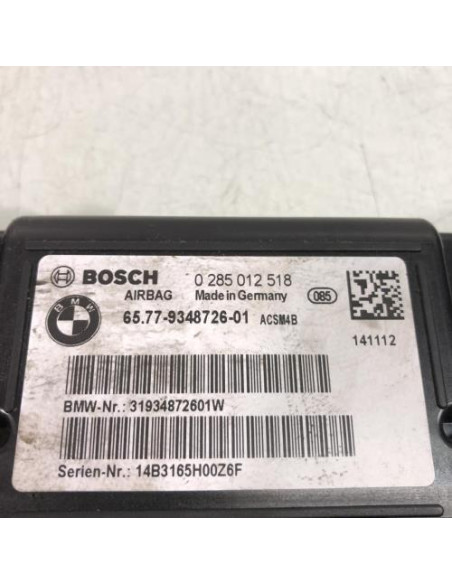 BOSCH 0 285 012 518
AIRBAG Made in Germany 085
BMW 65.77-9348726-01 ACSM4B
141112
BMW-Nr.: 31934872601W
Serien-Nr.: 14B3165H00Z6F